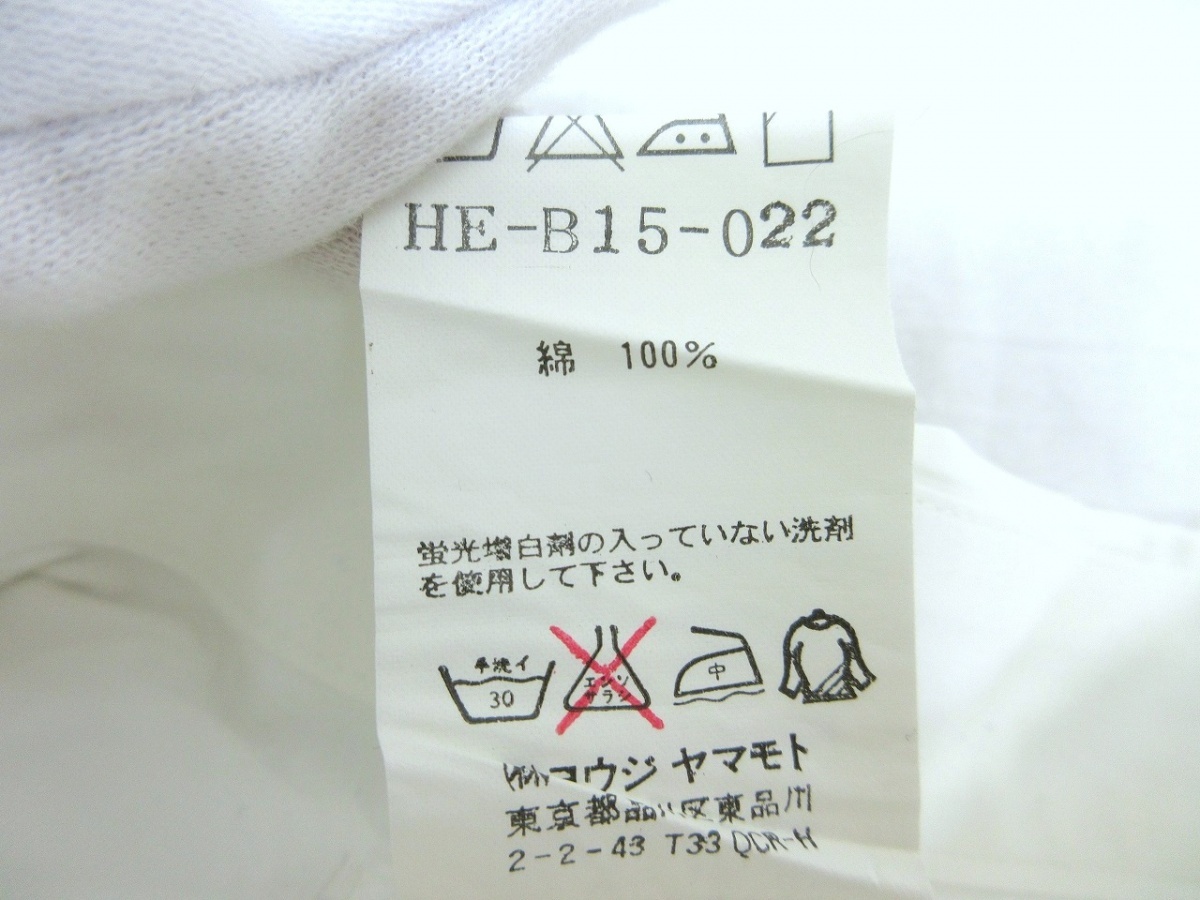 HE-B15-022
綿 100%
蛍光増白剤の入っていない洗剤
を使用して下さい。
手洗イ
30
エンソ
サラシ
中
㈱ヨウジ ヤマモト
東京都品川区東品川
2-2-43 T33 DCR-H